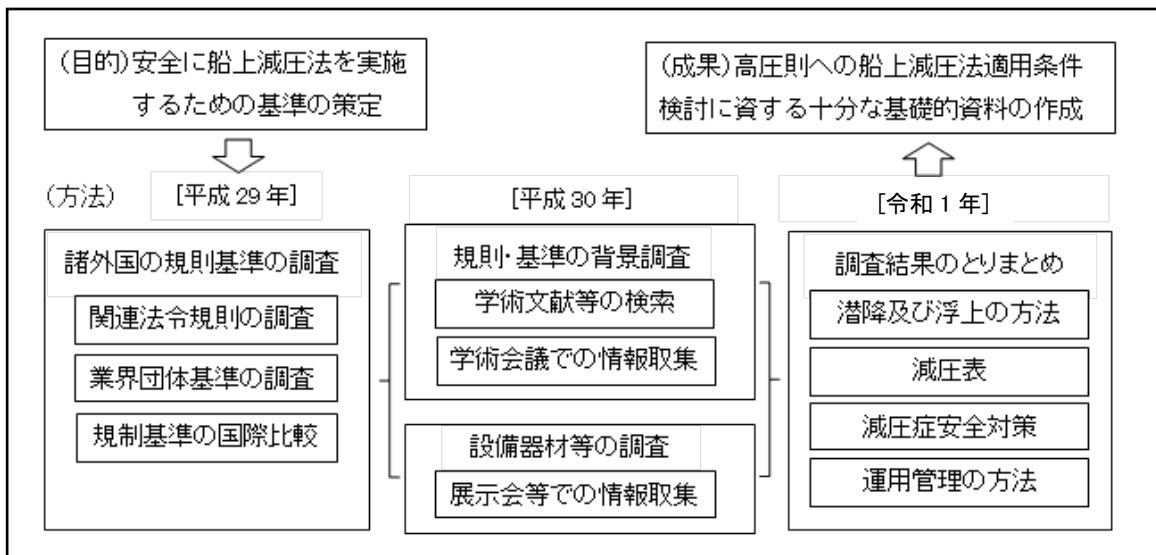 (目的)安全に船上減圧法を実施
するための基準の策定
(成果)高圧則への船上減圧法適用条件
検討に資する十分な基礎的資料の作成
(方法)
[平成29年]
[平成30年]
[令和1年]
諸外国の規則基準の調査
関連法令規則の調査
業界団体基準の調査
規制基準の国際比較
規則・基準の背景調査
学術文献等の検索
学術会議での情報取集
設備器材等の調査
展示会等での情報取集
調査結果のとりまとめ
潜降及び浮上の方法
減圧表
減圧症安全対策
運用管理の方法